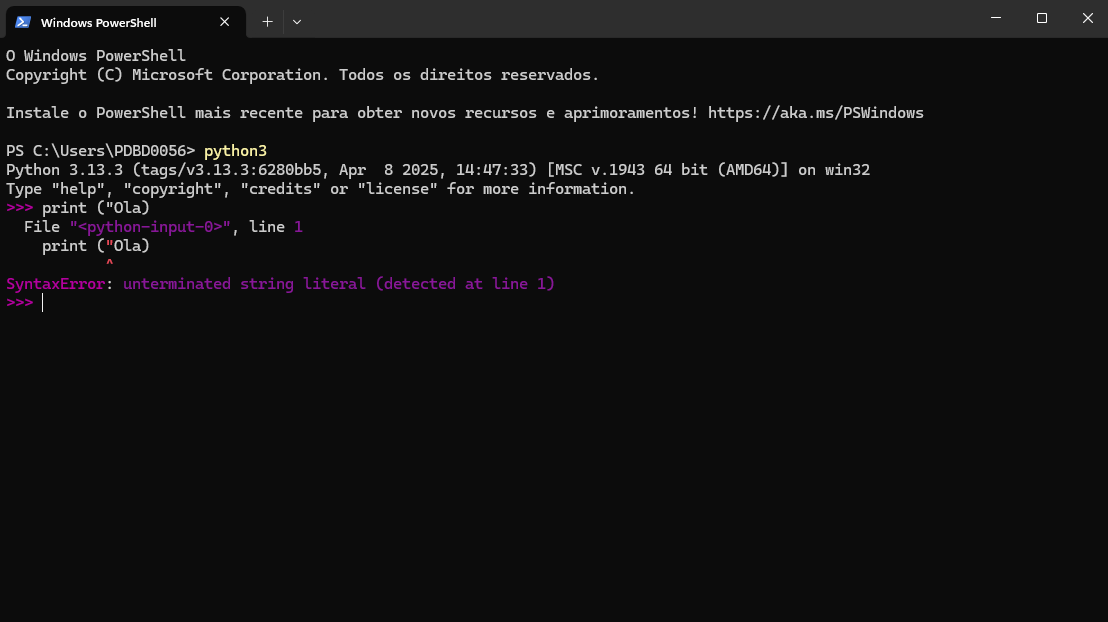 Windows PowerShell
O Windows PowerShell
Copyright (C) Microsoft Corporation. Todos os direitos reservados.
Instale o PowerShell mais recente para obter novos recursos e aprimoramentos! https://aka.ms/PSWindows
PS C:\Users\PDBD0056> python3
Python 3.13.3 (tags/v3.13.3:6280bb5, Apr  8 2025, 14:47:33) [MSC v.1943 64 bit (AMD64)] on win32
Type "help", "copyright", "credits" or "license" for more information.
>>> print ("Ola)
  File "<python-input-0>", line 1
    print ("Ola)
           ^
SyntaxError: unterminated string literal (detected at line 1)
>>>